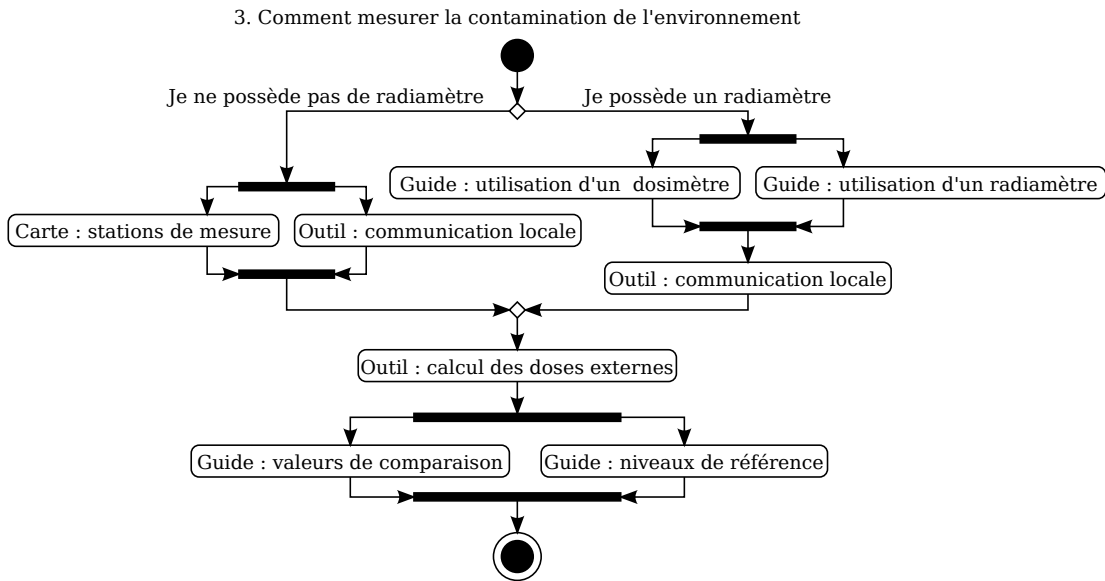 3. Comment mesurer la contamination de l'environnement
Je ne possède pas de radiamètre
Je possède un radiamètre
Guide : utilisation d'un  dosimètre
Guide : utilisation d'un radiamètre
Carte : stations de mesure
Outil : communication locale
Outil : communication locale
Outil : calcul des doses externes
Guide : valeurs de comparaison
Guide : niveaux de référence